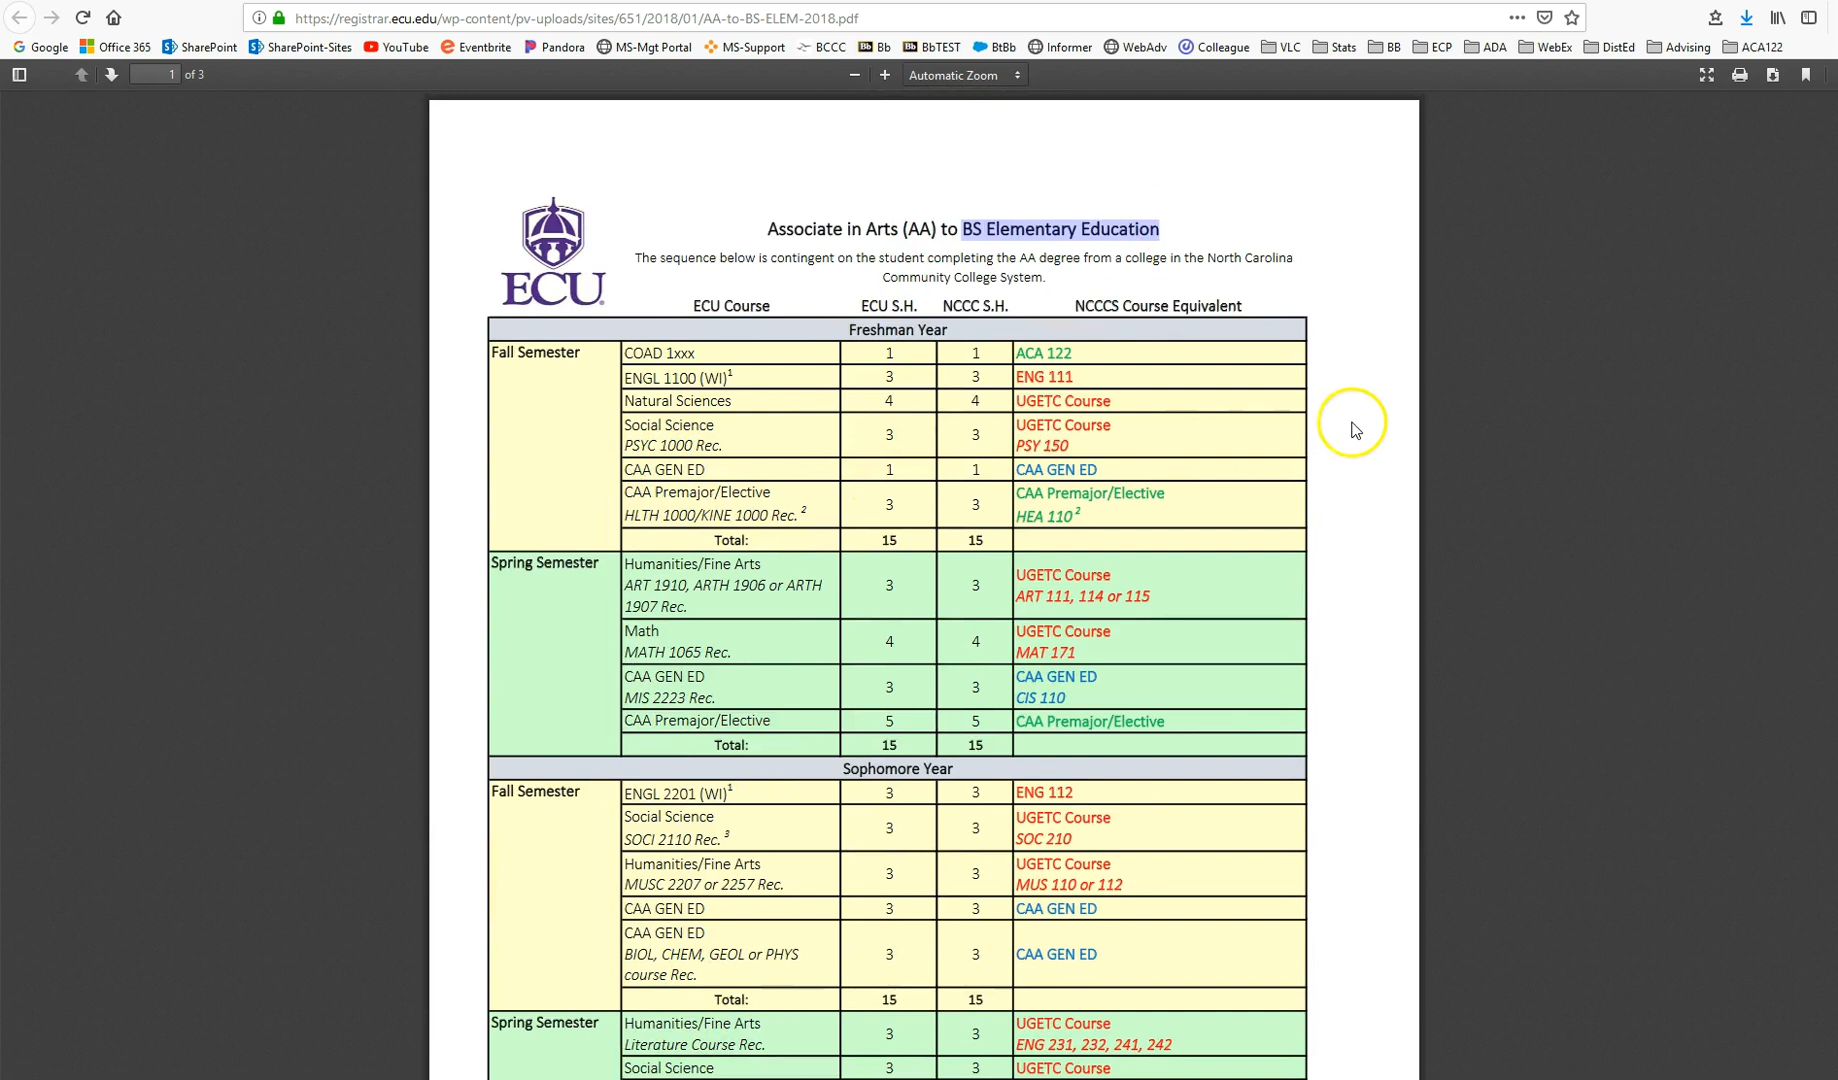 https://registrar.ecu.edu/wp-content/pv-uploads/sites/651/2018/01/AA-to-BS-ELEM-2018.pdf
Google Office 365 SharePoint SharePoint-Sites YouTube Eventbrite Pandora MS-Mgt Portal MS-Support BCCC Bb Bb Bb BbTEST BtBb Informer WebAdv Colleague VLC Stats BB ECP ADA WebEx DistEd Advising ACA122
1 of 3 Automatic Zoom
Associate in Arts (AA) to BS Elementary Education
The sequence below is contingent on the student completing the AA degree from a college in the North Carolina
Community College System.
ECU®
ECU Course ECU S.H. NCCC S.H. NCCCS Course Equivalent
Freshman Year
Fall Semester COAD 1xxx 1 1 ACA 122
ENGL 1100 (WI)1 3 3 ENG 111
Natural Sciences 4 4 UGETC Course
Social Science UGETC Course
PSYC 1000 Rec. 3 3 PSY 150
CAA GEN ED 1 1 CAA GEN ED
CAA Premajor/Elective CAA Premajor/Elective
HLTH 1000/KINE 1000 Rec. 2 3 3 HEA 110 2
Total: 15 15
Spring Semester Humanities/Fine Arts UGETC Course
ART 1910, ARTH 1906 or ARTH 3 3 ART 111, 114 or 115
1907 Rec.
Math UGETC Course
MATH 1065 Rec. 4 4 MAT 171
CAA GEN ED CAA GEN ED
MIS 2223 Rec. 3 3 CIS 110
CAA Premajor/Elective 5 5 CAA Premajor/Elective
Total: 15 15
Sophomore Year
Fall Semester ENGL 2201 (WI)1 3 3 ENG 112
Social Science UGETC Course
SOCI 2110 Rec. 3 3 3 SOC 210
Humanities/Fine Arts UGETC Course
MUSC 2207 or 2257 Rec. 3 3 MUS 110 or 112
CAA GEN ED 3 3 CAA GEN ED
CAA GEN ED
BIOL, CHEM, GEOL or PHYS 3 3 CAA GEN ED
course Rec.
Total: 15 15
Spring Semester Humanities/Fine Arts UGETC Course
Literature Course Rec. 3 3 ENG 231, 232, 241, 242
Social Science 3 3 UGETC Course